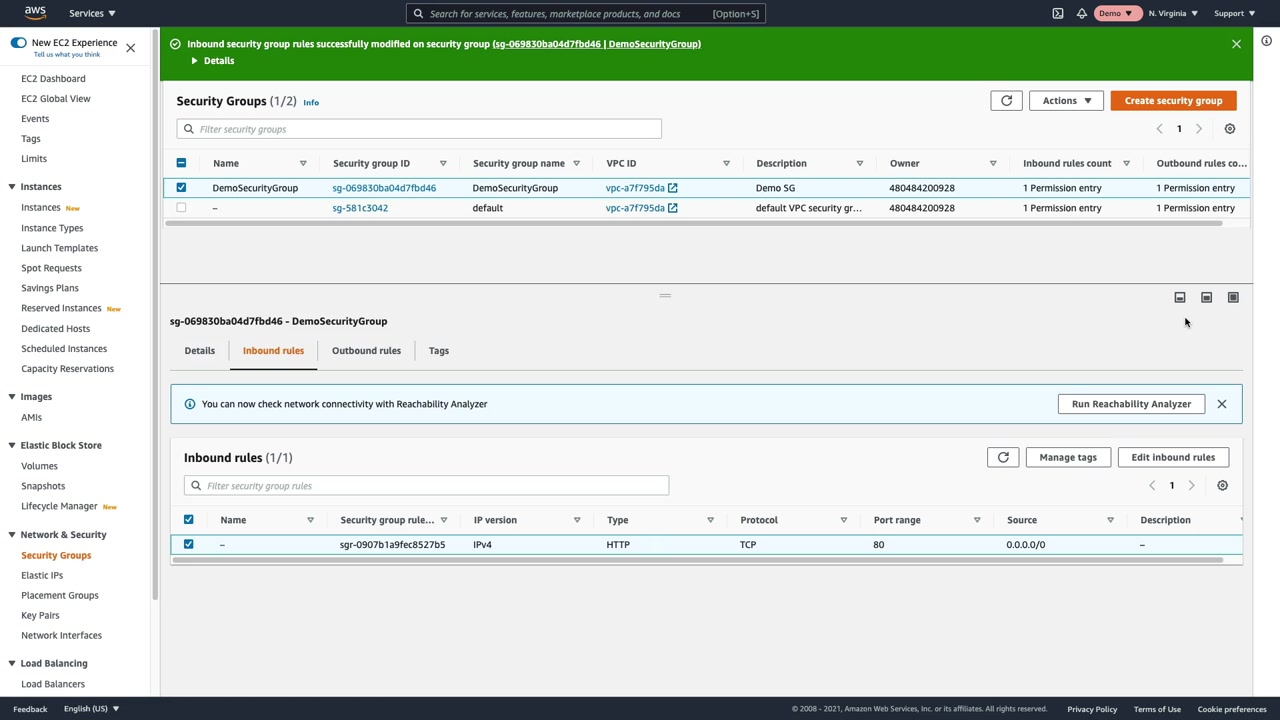 aws Services Search for services, features, marketplace products, and docs [Option+S] Demo N. Virginia Support
New EC2 Experience
Tell us what you think
EC2 Dashboard
EC2 Global View
Events
Tags
Limits
Instances
Instances New
Instance Types
Launch Templates
Spot Requests
Savings Plans
Reserved Instances New
Dedicated Hosts
Scheduled Instances
Capacity Reservations
Images
AMIs
Elastic Block Store
Volumes
Snapshots
Lifecycle Manager New
Network & Security
Security Groups
Elastic IPs
Placement Groups
Key Pairs
Network Interfaces
Load Balancing
Load Balancers
Inbound security group rules successfully modified on security group (sg-069830ba04d7fbd46 | DemoSecurityGroup)
Details
Security Groups (1/2) Info Actions Create security group
Filter security groups 1
Name Security group ID Security group name VPC ID Description Owner Inbound rules count Outbound rules co...
DemoSecurityGroup sg-069830ba04d7fbd46 DemoSecurityGroup vpc-a7f795da Demo SG 480484200928 1 Permission entry 1 Permission entry
– sg-581c3042 default vpc-a7f795da default VPC security gr... 480484200928 1 Permission entry 1 Permission entry
sg-069830ba04d7fbd46 - DemoSecurityGroup
Details Inbound rules Outbound rules Tags
You can now check network connectivity with Reachability Analyzer Run Reachability Analyzer
Inbound rules (1/1) Manage tags Edit inbound rules
Filter security group rules 1
Name Security group rule... IP version Type Protocol Port range Source Description
– sgr-0907b1a9fec8527b5 IPv4 HTTP TCP 80 0.0.0.0/0 –
Feedback English (US) © 2008 - 2021, Amazon Web Services, Inc. or its affiliates. All rights reserved. Privacy Policy Terms of Use Cookie preferences